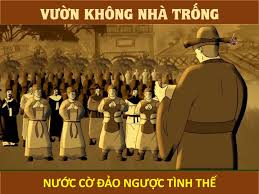 VƯỜN KHÔNG NHÀ TRỐNG
NƯỚC CỜ ĐẢO NGƯỢC TÌNH THẾ